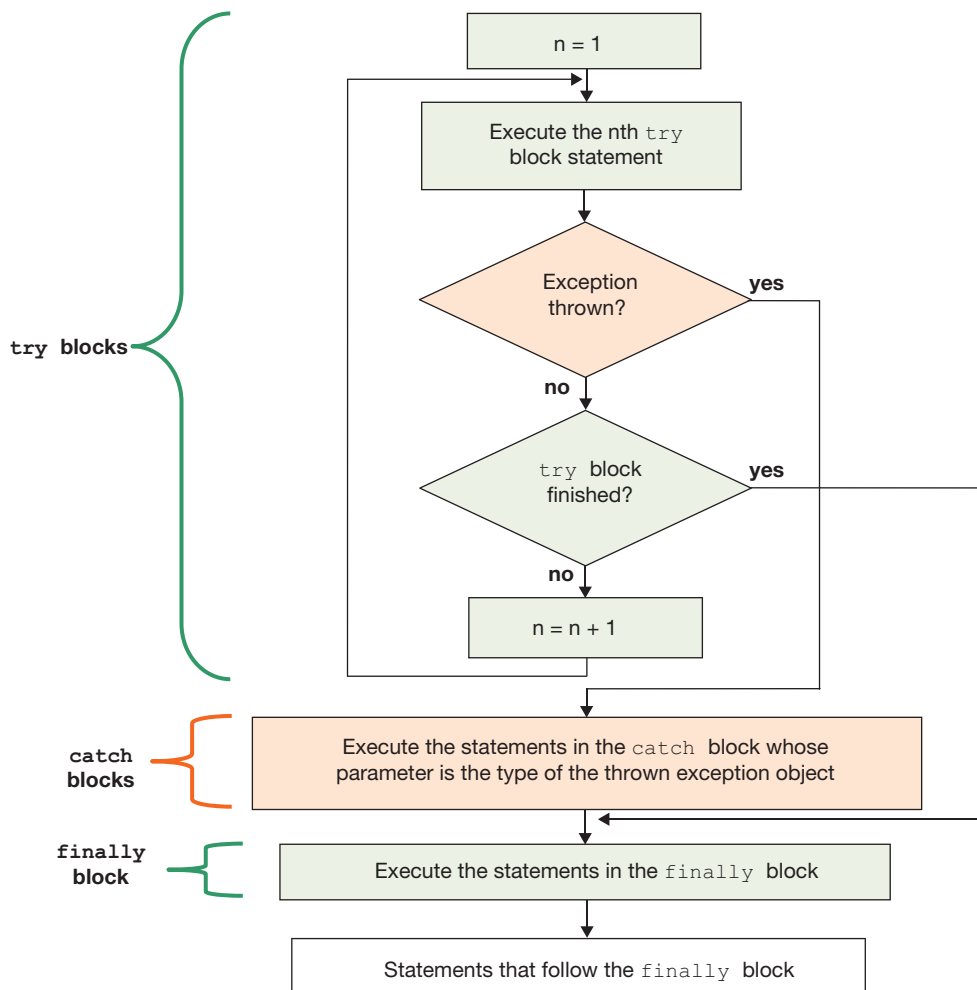 n = 1
Execute the nth try
block statement
Exception
thrown?
yes
try blocks
no
try block
finished?
yes
no
n = n + 1
catch
blocks
Execute the statements in the catch block whose
parameter is the type of the thrown exception object
finally
block
Execute the statements in the finally block
Statements that follow the finally block